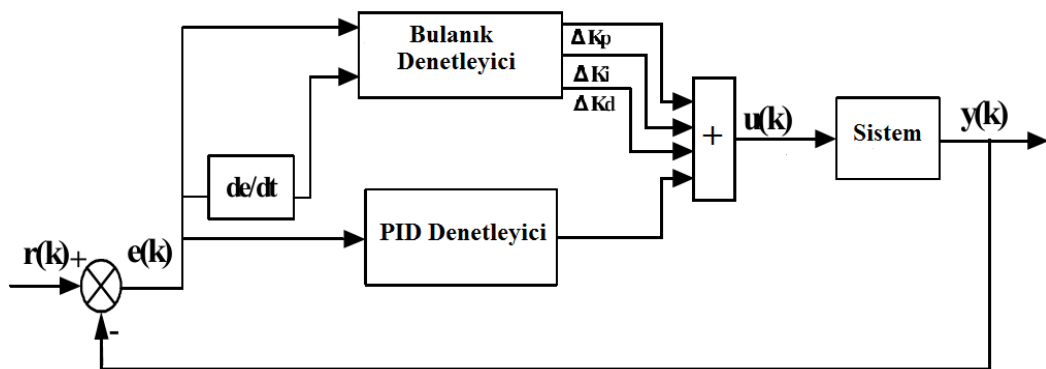 Bulanık
Denetleyici
ΔKp
ΔKi
ΔKd
+
u(k)
Sistem
y(k)
de/dt
PID Denetleyici
r(k)
+
e(k)
-